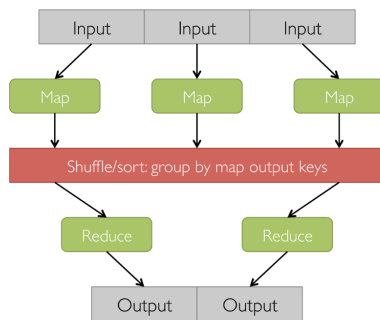 Input Input Input
Map Map Map
Shuffle/sort: group by map output keys
Reduce Reduce
Output Output